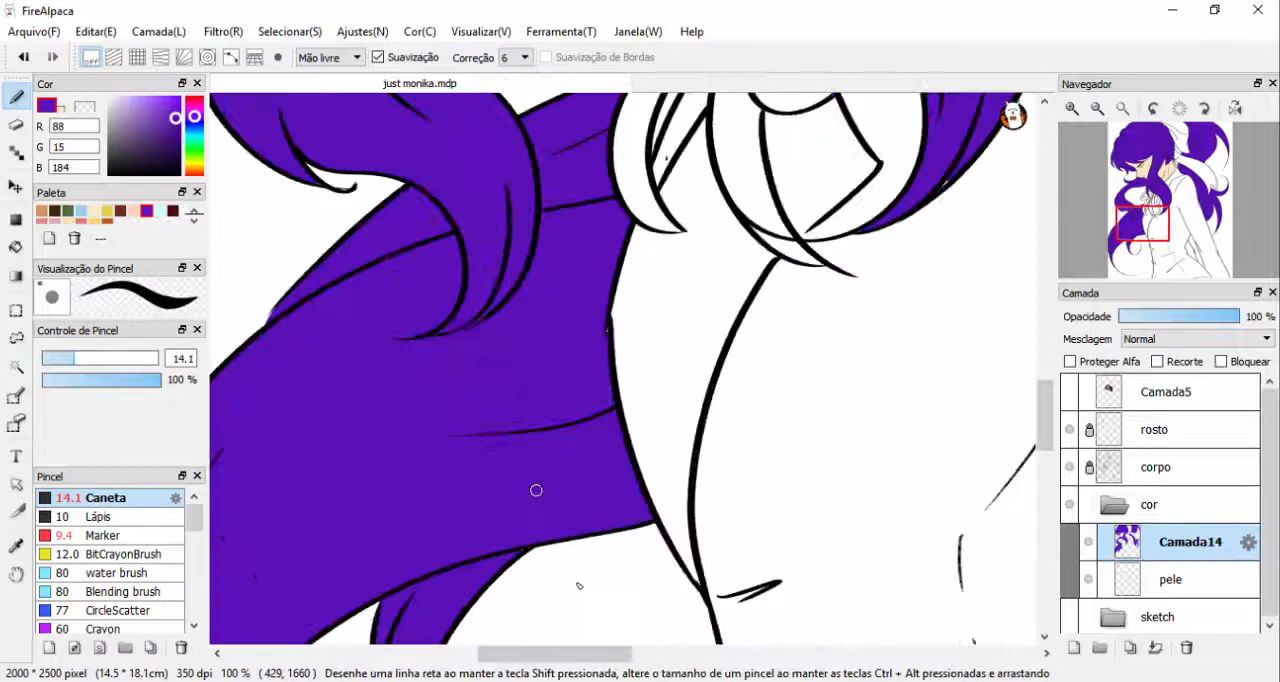 FireAlpaca
Arquivo(F) Editar(E) Camada(L) Filtro(R) Selecionar(S) Ajustes(N) Cor(C) Visualizar(V) Ferramenta(T) Janela(W) Help
off Mão livre Suavização Correção 6 Suavização de Bordas
Cor
just monika.mdp
Navegador
R 88
G 15
B 184
Paleta
---
Visualização do Pincel
Camada
Opacidade 100 %
Controle de Pincel
Mesclagem Normal
14.1
Proteger Alfa Recorte Bloquear
100 %
Camada5
rosto
corpo
Pincel
14.1 Caneta
cor
10 Lápis
9.4 Marker
Camada14
12.0 BitCrayonBrush
80 water brush
pele
80 Blending brush
77 CircleScatter
sketch
60 Crayon
2000 * 2500 pixel (14.5 * 18.1cm) 350 dpi 100 % ( 429, 1660 ) Desenhe uma linha reta ao manter a tecla Shift pressionada, altere o tamanho de um pincel ao manter as teclas Ctrl + Alt pressionadas e arrastando